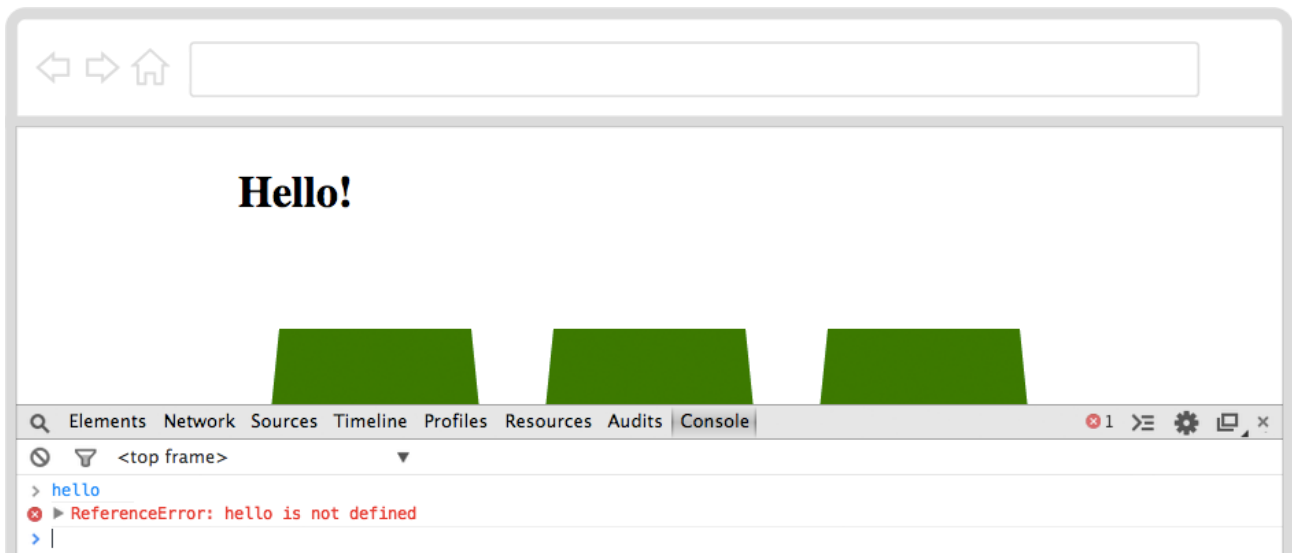 Hello!
Elements Network Sources Timeline Profiles Resources Audits Console 1
<top frame>
> hello
ReferenceError: hello is not defined
>